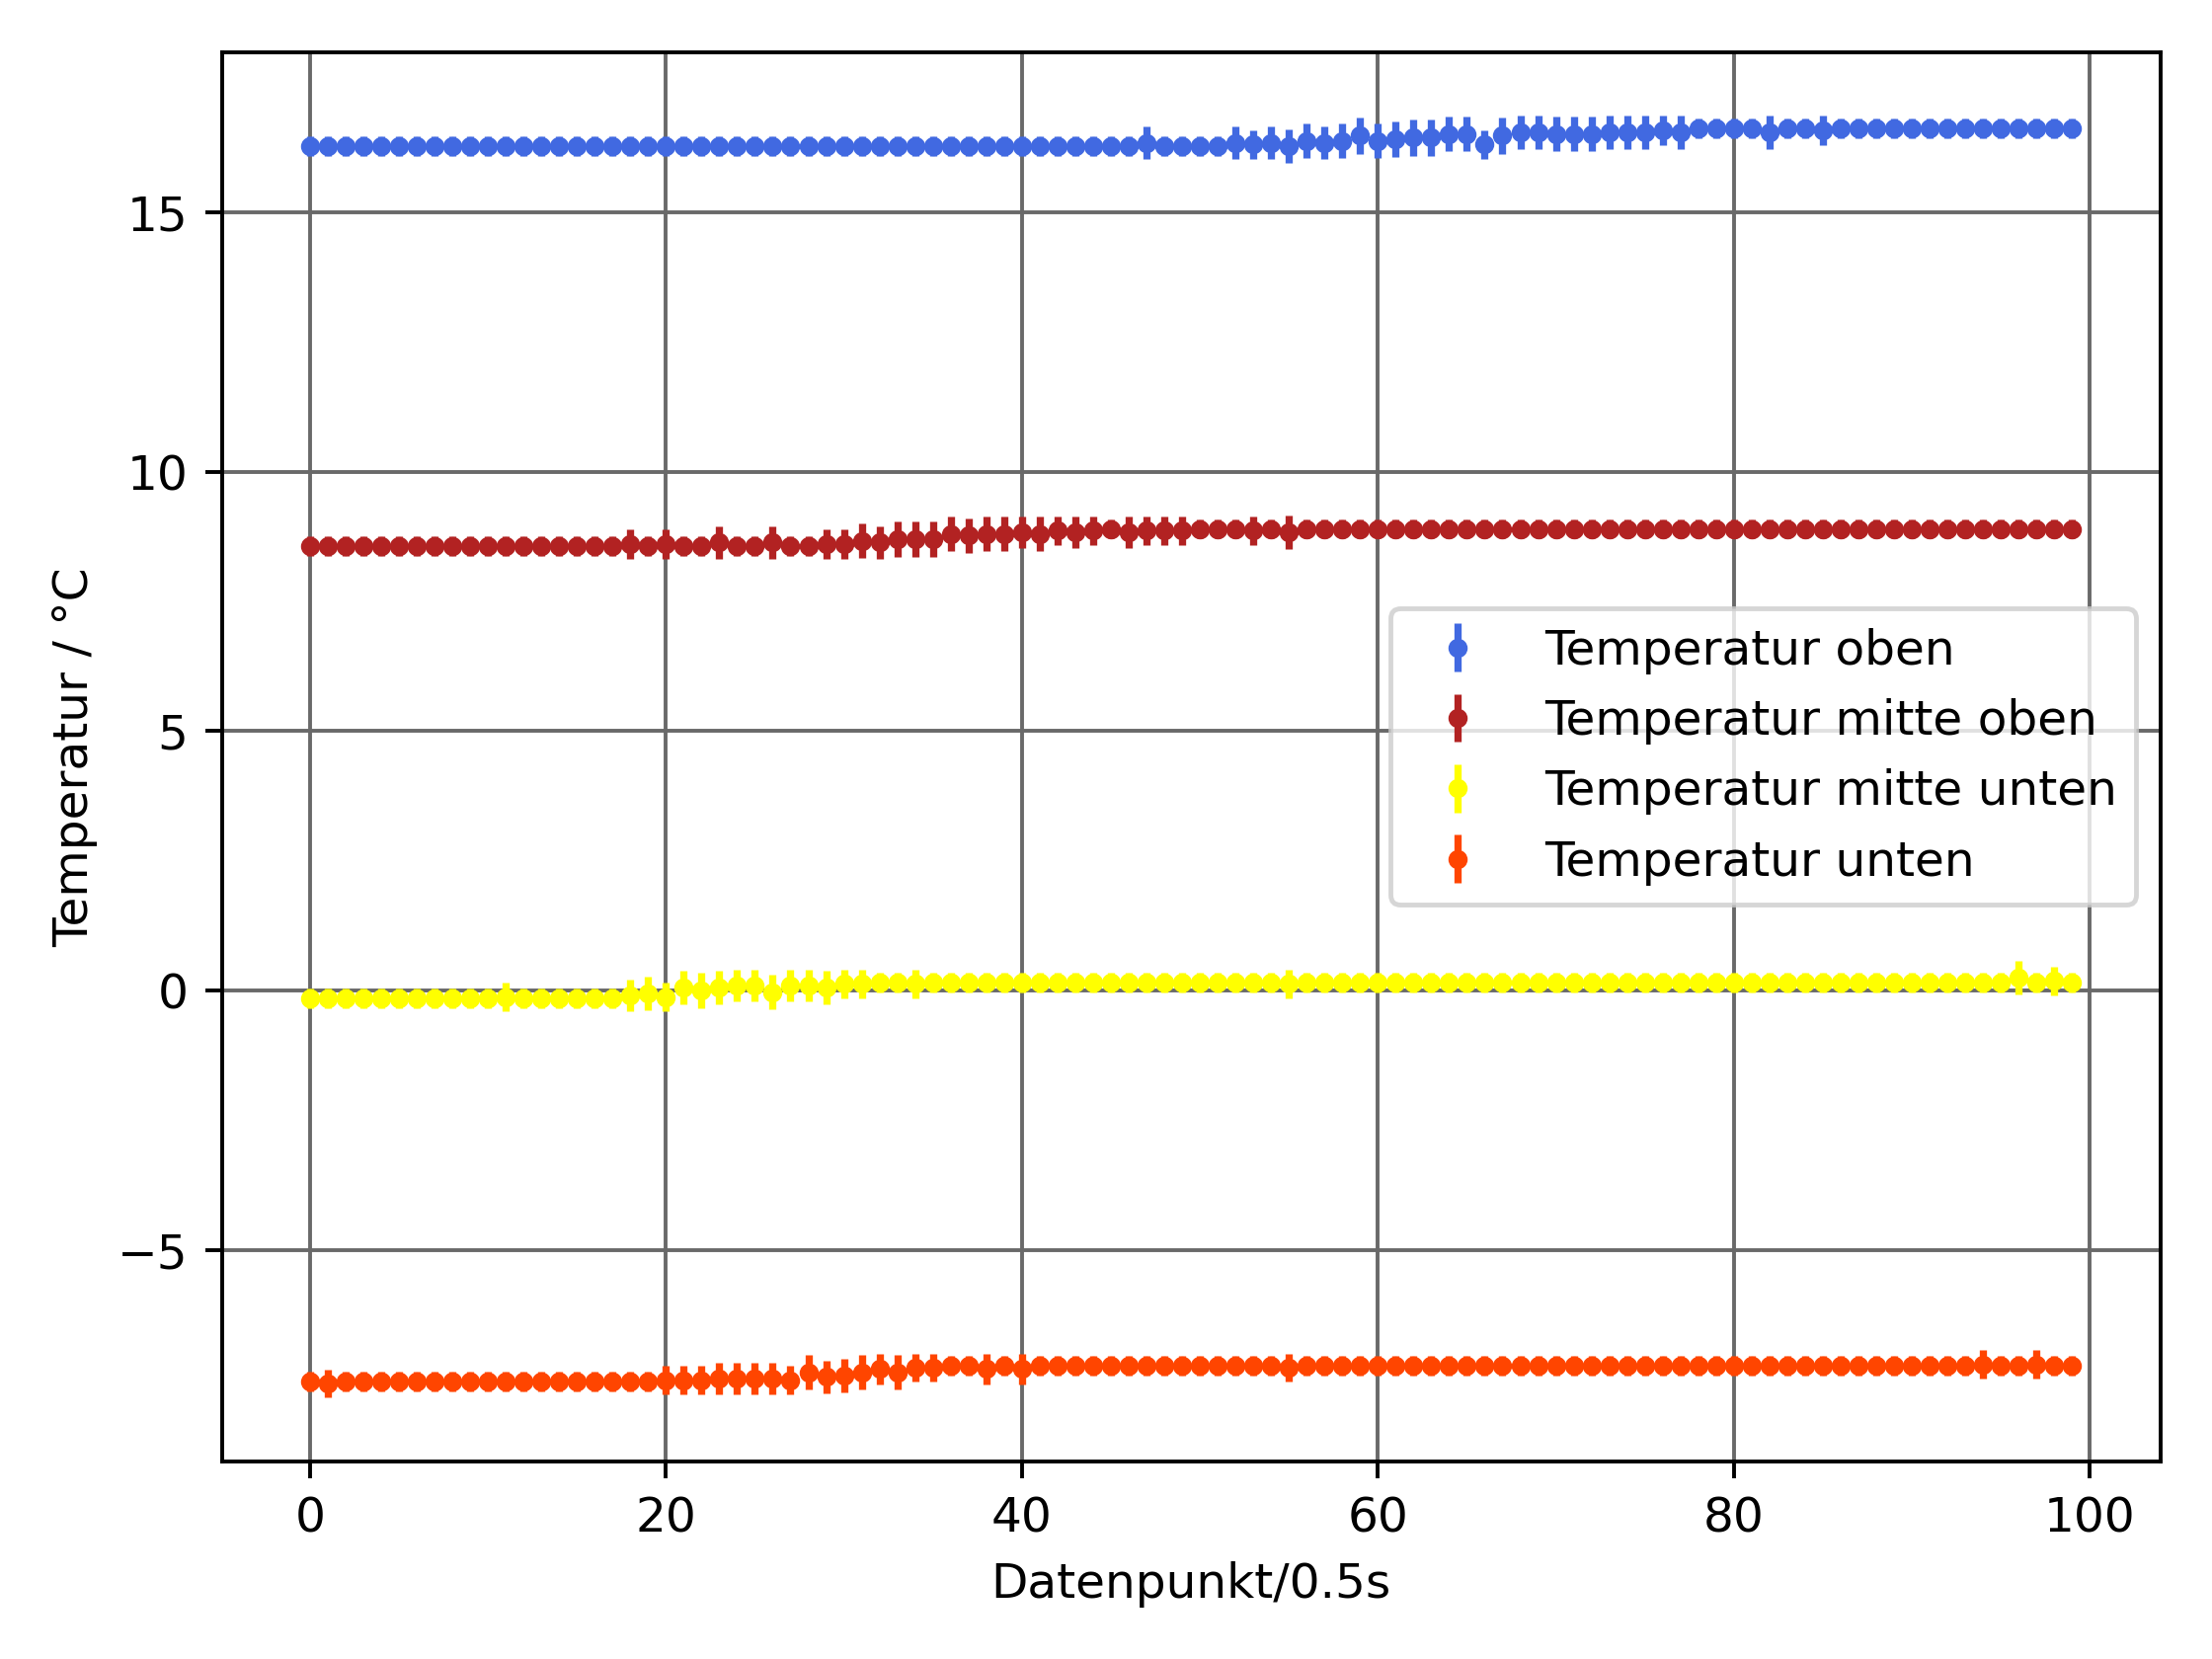 15
10
5
0
−5
0 20 40 60 80 100
Temperatur / °C
Datenpunkt/0.5s
Temperatur oben
Temperatur mitte oben
Temperatur mitte unten
Temperatur unten